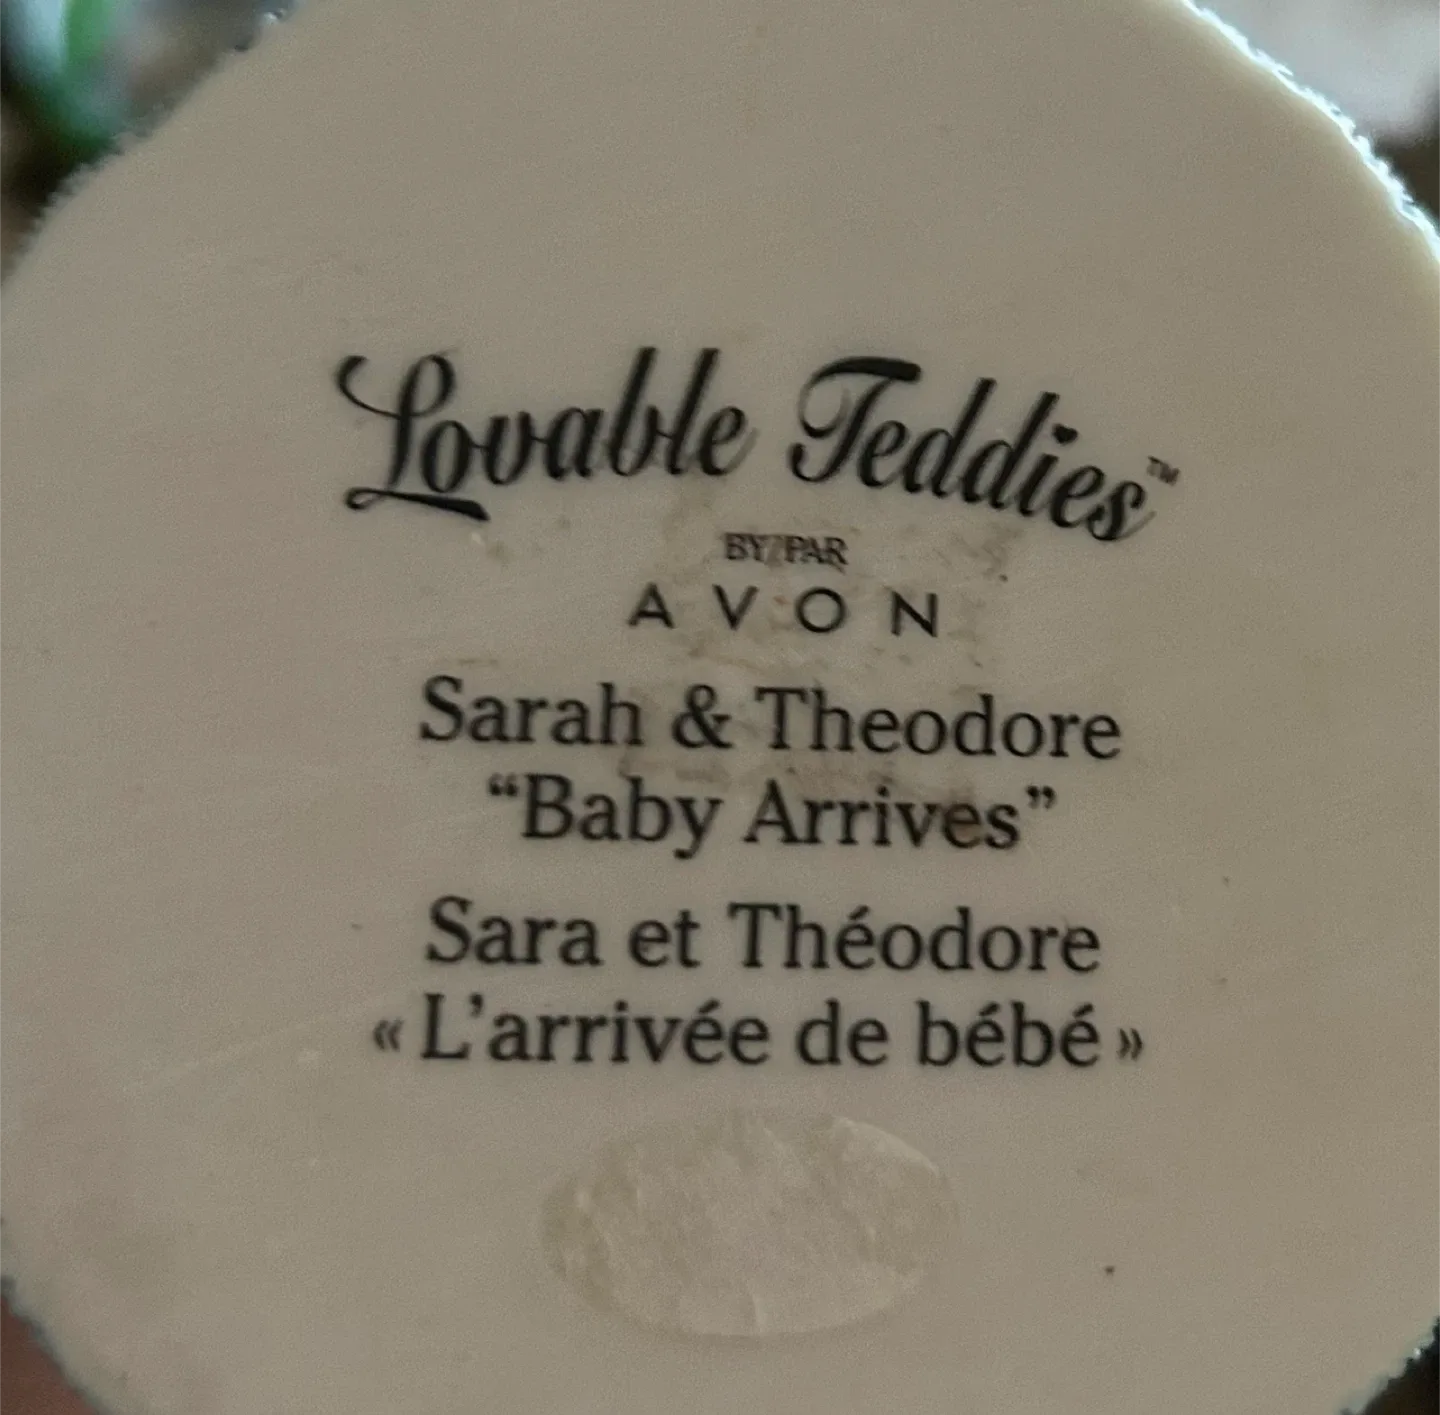 Lovable Teddies™
BY/PAR
AVON
Sarah & Theodore
“Baby Arrives”
Sara et Théodore
« L’arrivée de bébé »